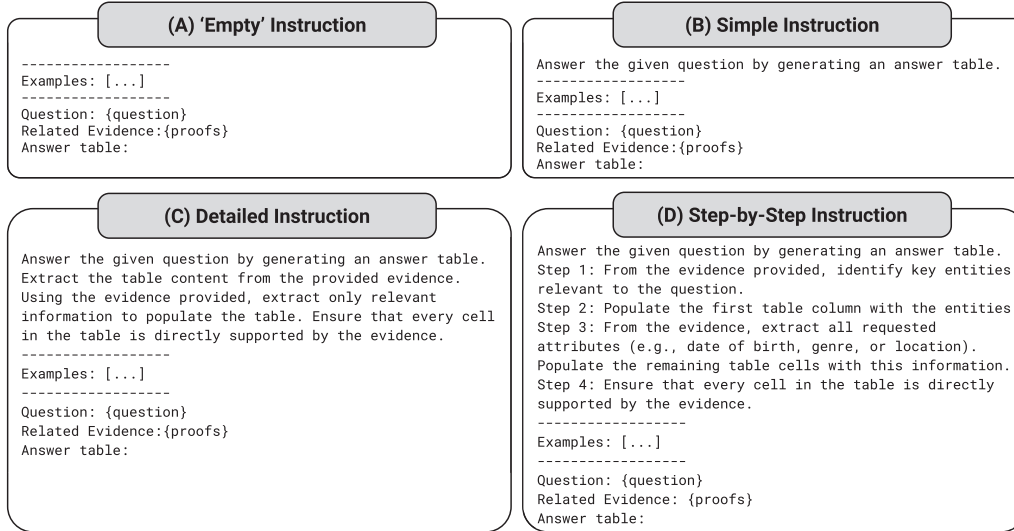 (A) ‘Empty’ Instruction
------------------
Examples: [...]
------------------
Question: {question}
Related Evidence:{proofs}
Answer table:
(B) Simple Instruction
Answer the given question by generating an answer table.
------------------
Examples: [...]
------------------
Question: {question}
Related Evidence:{proofs}
Answer table:
(C) Detailed Instruction
Answer the given question by generating an answer table.
Extract the table content from the provided evidence.
Using the evidence provided, extract only relevant
information to populate the table. Ensure that every cell
in the table is directly supported by the evidence.
------------------
Examples: [...]
------------------
Question: {question}
Related Evidence:{proofs}
Answer table:
(D) Step-by-Step Instruction
Answer the given question by generating an answer table.
Step 1: From the evidence provided, identify key entities
relevant to the question.
Step 2: Populate the first table column with the entities
Step 3: From the evidence, extract all requested
attributes (e.g., date of birth, genre, or location).
Populate the remaining table cells with this information.
Step 4: Ensure that every cell in the table is directly
supported by the evidence.
------------------
Examples: [...]
------------------
Question: {question}
Related Evidence: {proofs}
Answer table: